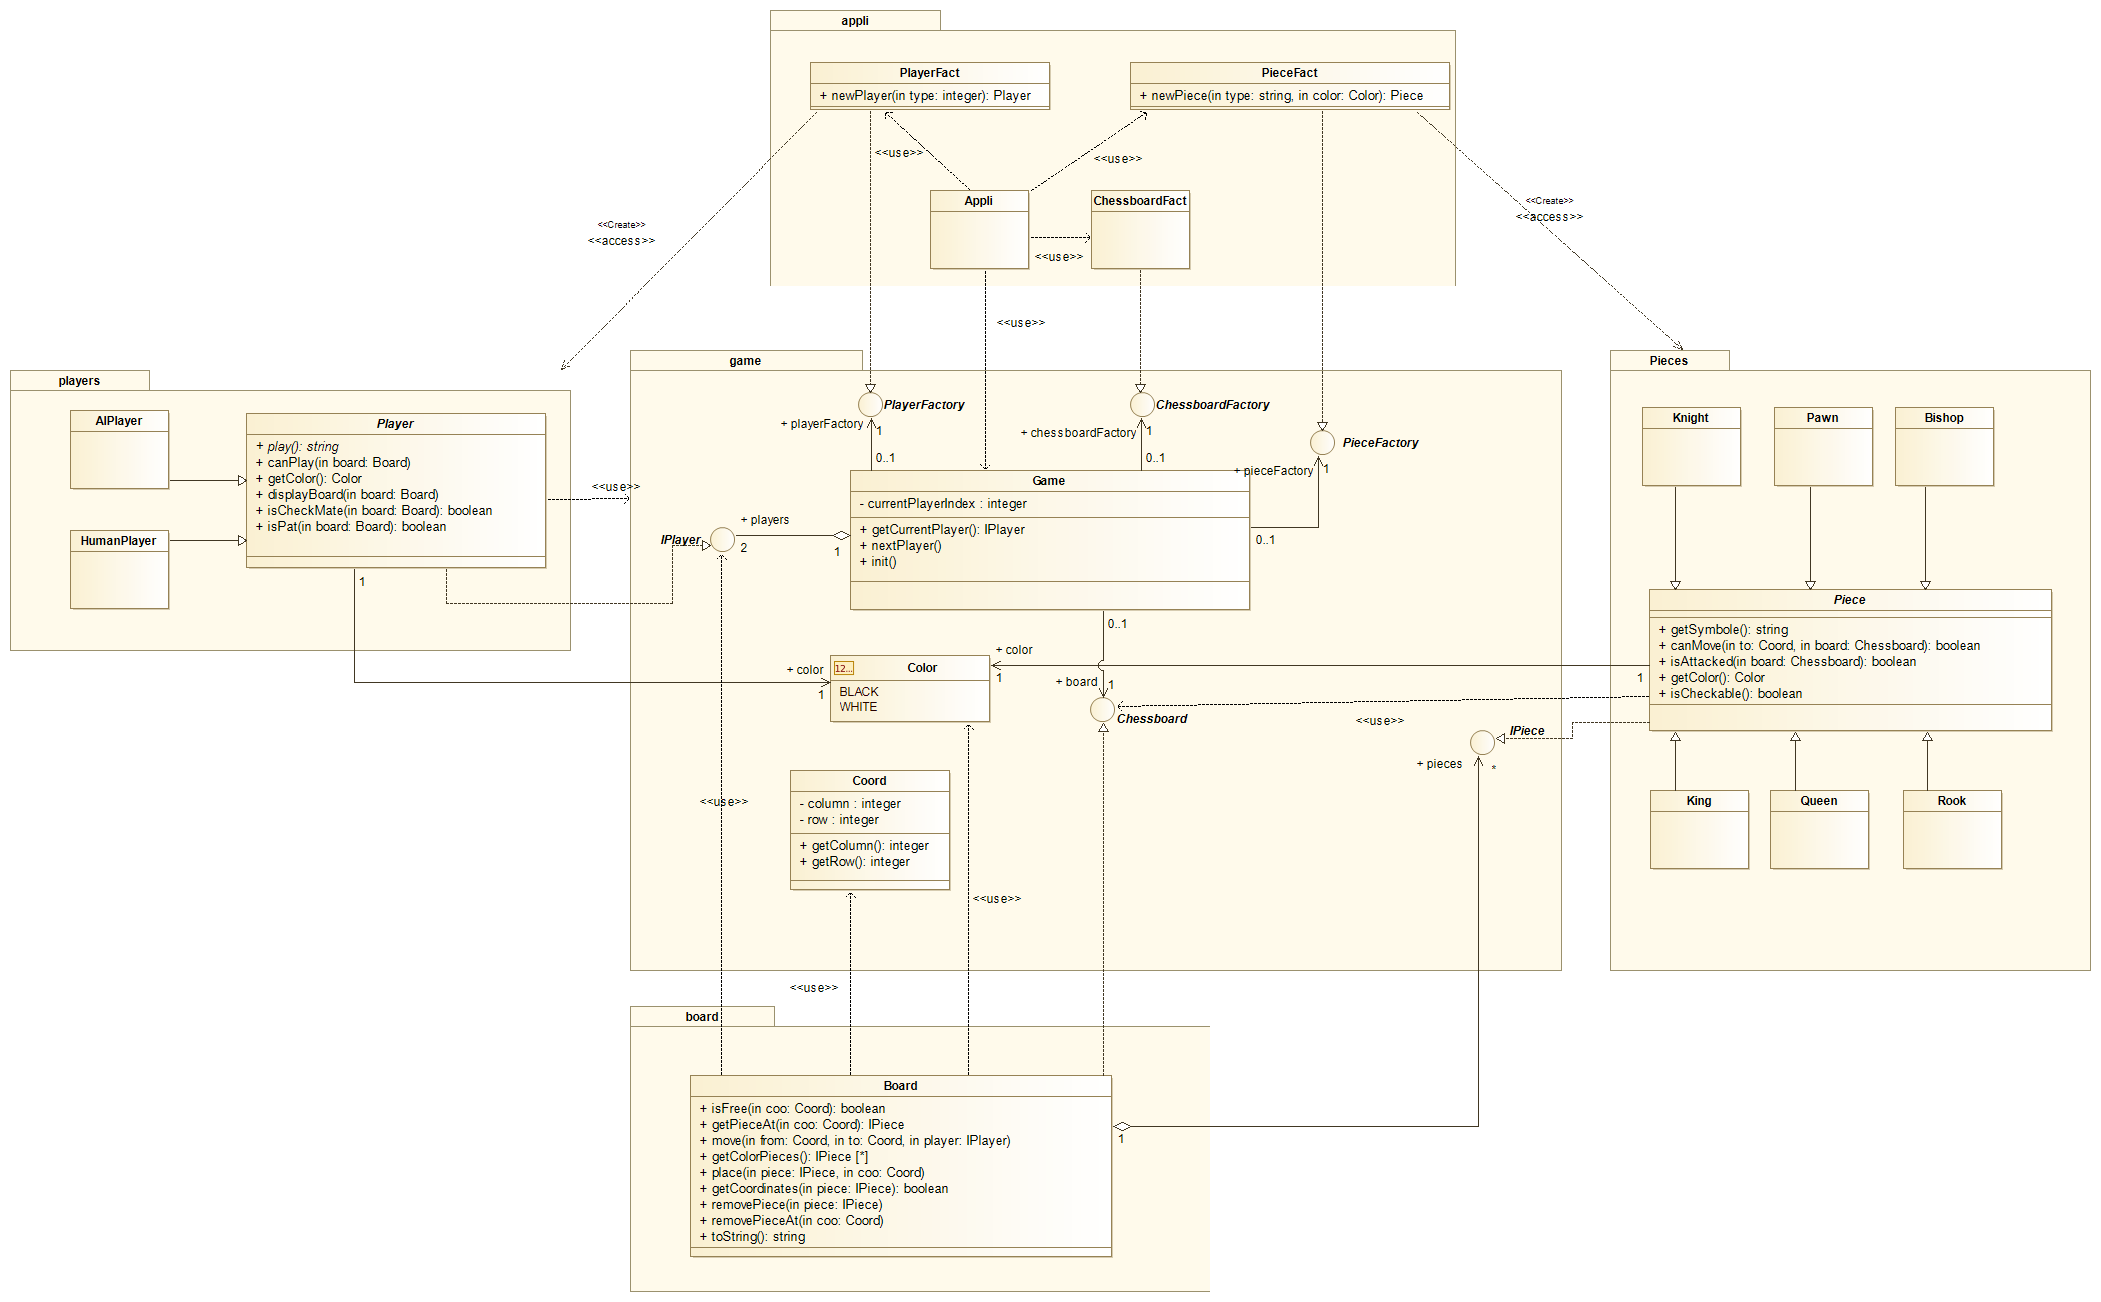 appli
PlayerFact
+ newPlayer(in type: integer): Player
PieceFact
+ newPiece(in type: string, in color: Color): Piece
<<use>>
<<use>>
Appli
ChessboardFact
<<use>>
<<Create>>
<<access>>
<<Create>>
<<access>>
<<use>>
players
AIPlayer
HumanPlayer
Player
+ play(): string
+ canPlay(in board: Board)
+ getColor(): Color
+ displayBoard(in board: Board)
+ isCheckMate(in board: Board): boolean
+ isPat(in board: Board): boolean
1
<<use>>
game
PlayerFactory
+ playerFactory
1
0..1
ChessboardFactory
+ chessboardFactory
1
0..1
PieceFactory
+ pieceFactory
1
0..1
Game
- currentPlayerIndex : integer
+ getCurrentPlayer(): IPlayer
+ nextPlayer()
+ init()
IPlayer
+ players
2
1
0..1
+ color
1
12...
Color
BLACK
WHITE
+ color
1
+ board
1
Chessboard
<<use>>
IPiece
+ pieces
*
Coord
- column : integer
- row : integer
+ getColumn(): integer
+ getRow(): integer
<<use>>
<<use>>
<<use>>
Pieces
Knight
Pawn
Bishop
Piece
+ getSymbole(): string
+ canMove(in to: Coord, in board: Chessboard): boolean
+ isAttacked(in board: Chessboard): boolean
+ getColor(): Color
+ isCheckable(): boolean
1
King
Queen
Rook
board
Board
+ isFree(in coo: Coord): boolean
+ getPieceAt(in coo: Coord): IPiece
+ move(in from: Coord, in to: Coord, in player: IPlayer)
+ getColorPieces(): IPiece [*]
+ place(in piece: IPiece, in coo: Coord)
+ getCoordinates(in piece: IPiece): boolean
+ removePiece(in piece: IPiece)
+ removePieceAt(in coo: Coord)
+ toString(): string
1